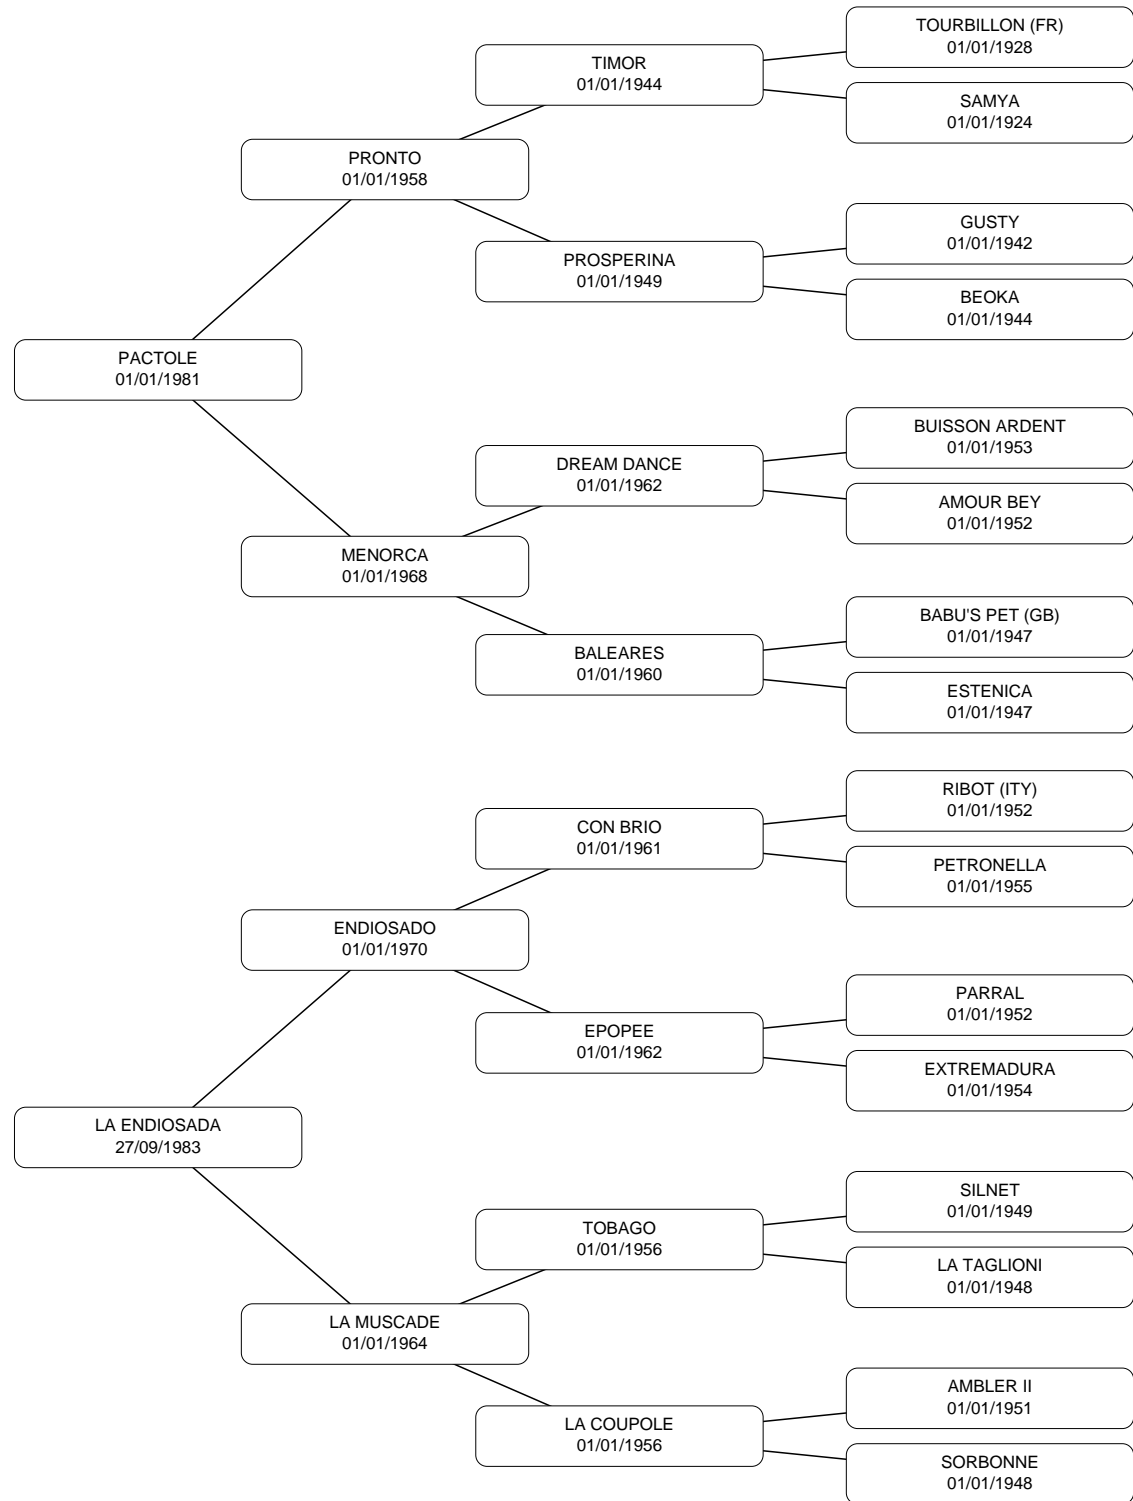 TOURBILLON (FR)
01/01/1928
TIMOR
01/01/1944
SAMYA
01/01/1924
PRONTO
01/01/1958
GUSTY
01/01/1942
PROSPERINA
01/01/1949
BEOKA
01/01/1944
PACTOLE
01/01/1981
BUISSON ARDENT
01/01/1953
DREAM DANCE
01/01/1962
AMOUR BEY
01/01/1952
MENORCA
01/01/1968
BABU'S PET (GB)
01/01/1947
BALEARES
01/01/1960
ESTENICA
01/01/1947
RIBOT (ITY)
01/01/1952
CON BRIO
01/01/1961
PETRONELLA
01/01/1955
ENDIOSADO
01/01/1970
PARRAL
01/01/1952
EPOPEE
01/01/1962
EXTREMADURA
01/01/1954
LA ENDIOSADA
27/09/1983
SILNET
01/01/1949
TOBAGO
01/01/1956
LA TAGLIONI
01/01/1948
LA MUSCADE
01/01/1964
AMBLER II
01/01/1951
LA COUPOLE
01/01/1956
SORBONNE
01/01/1948